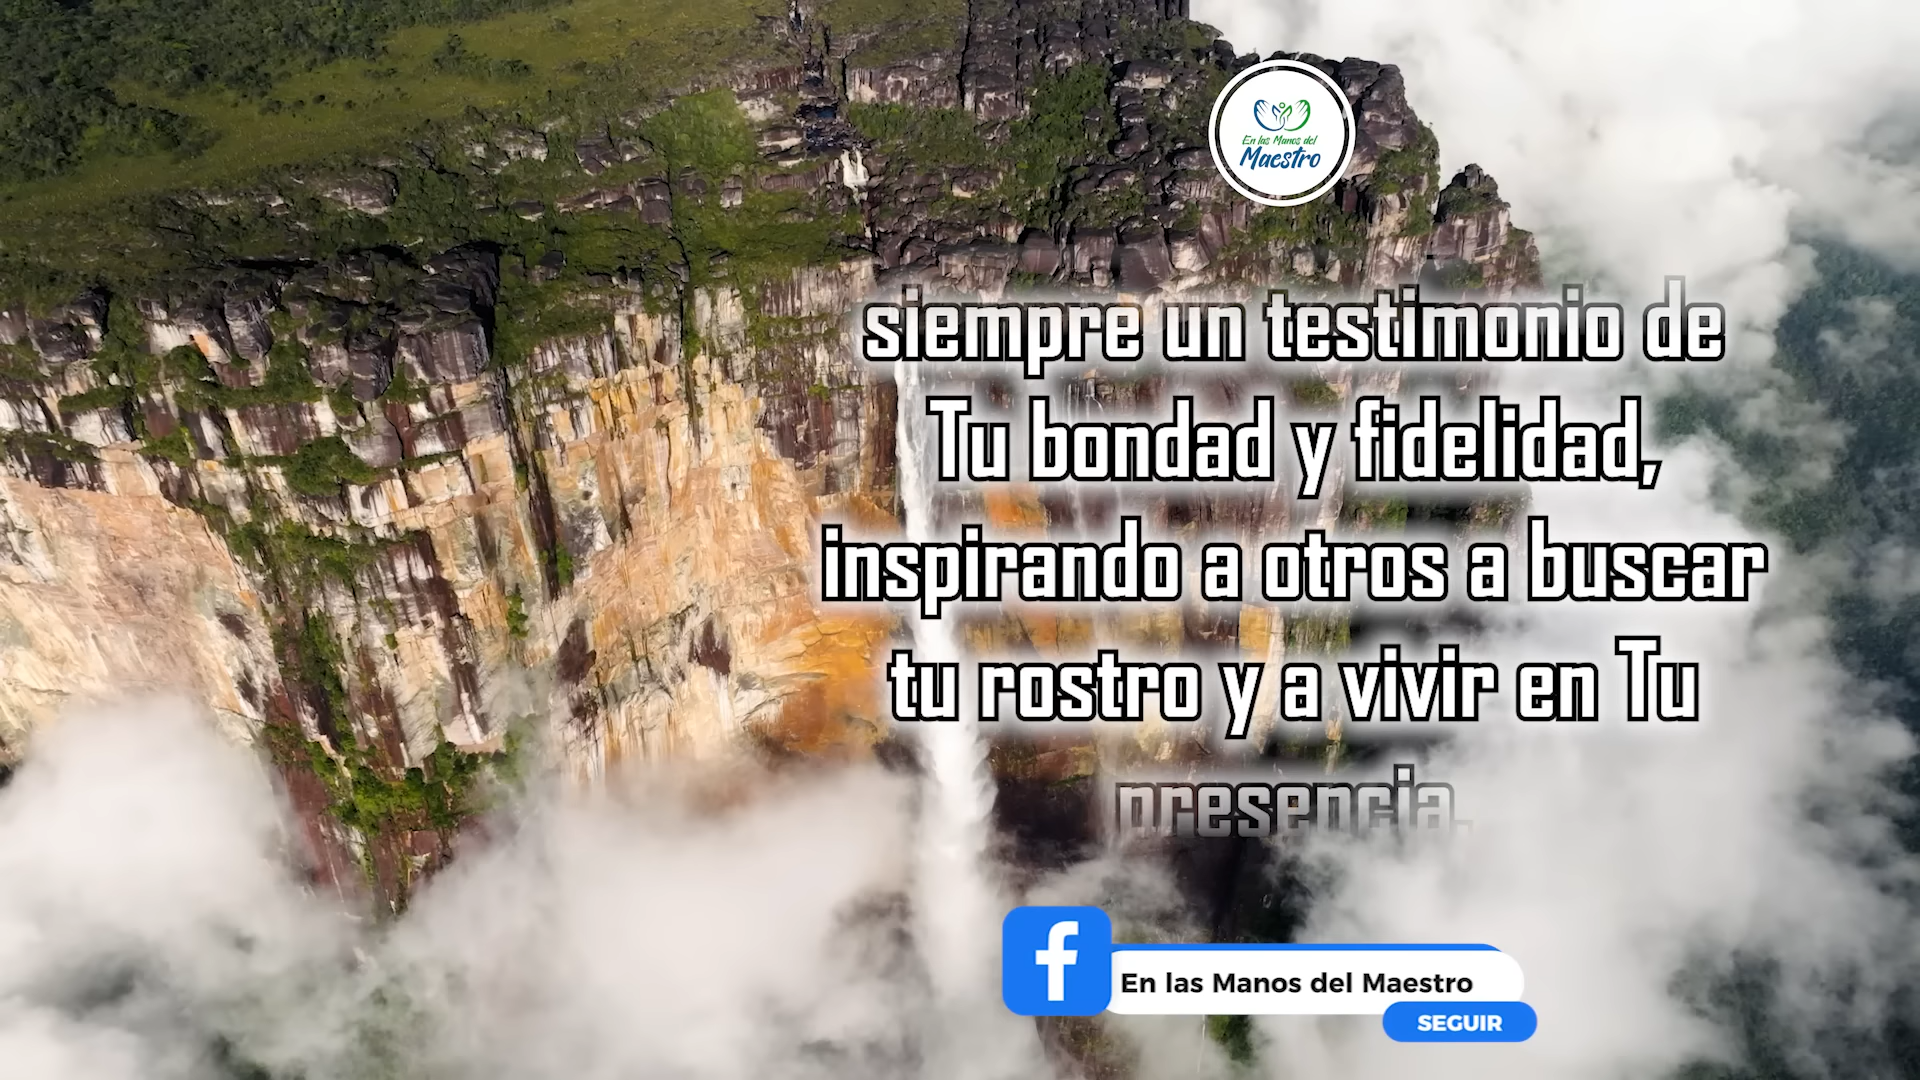 En las Manos del
Maestro
siempre un testimonio de
Tu bondad y fidelidad,
inspirando a otros a buscar
tu rostro y a vivir en Tu
presencia.
f
En las Manos del Maestro
SEGUIR